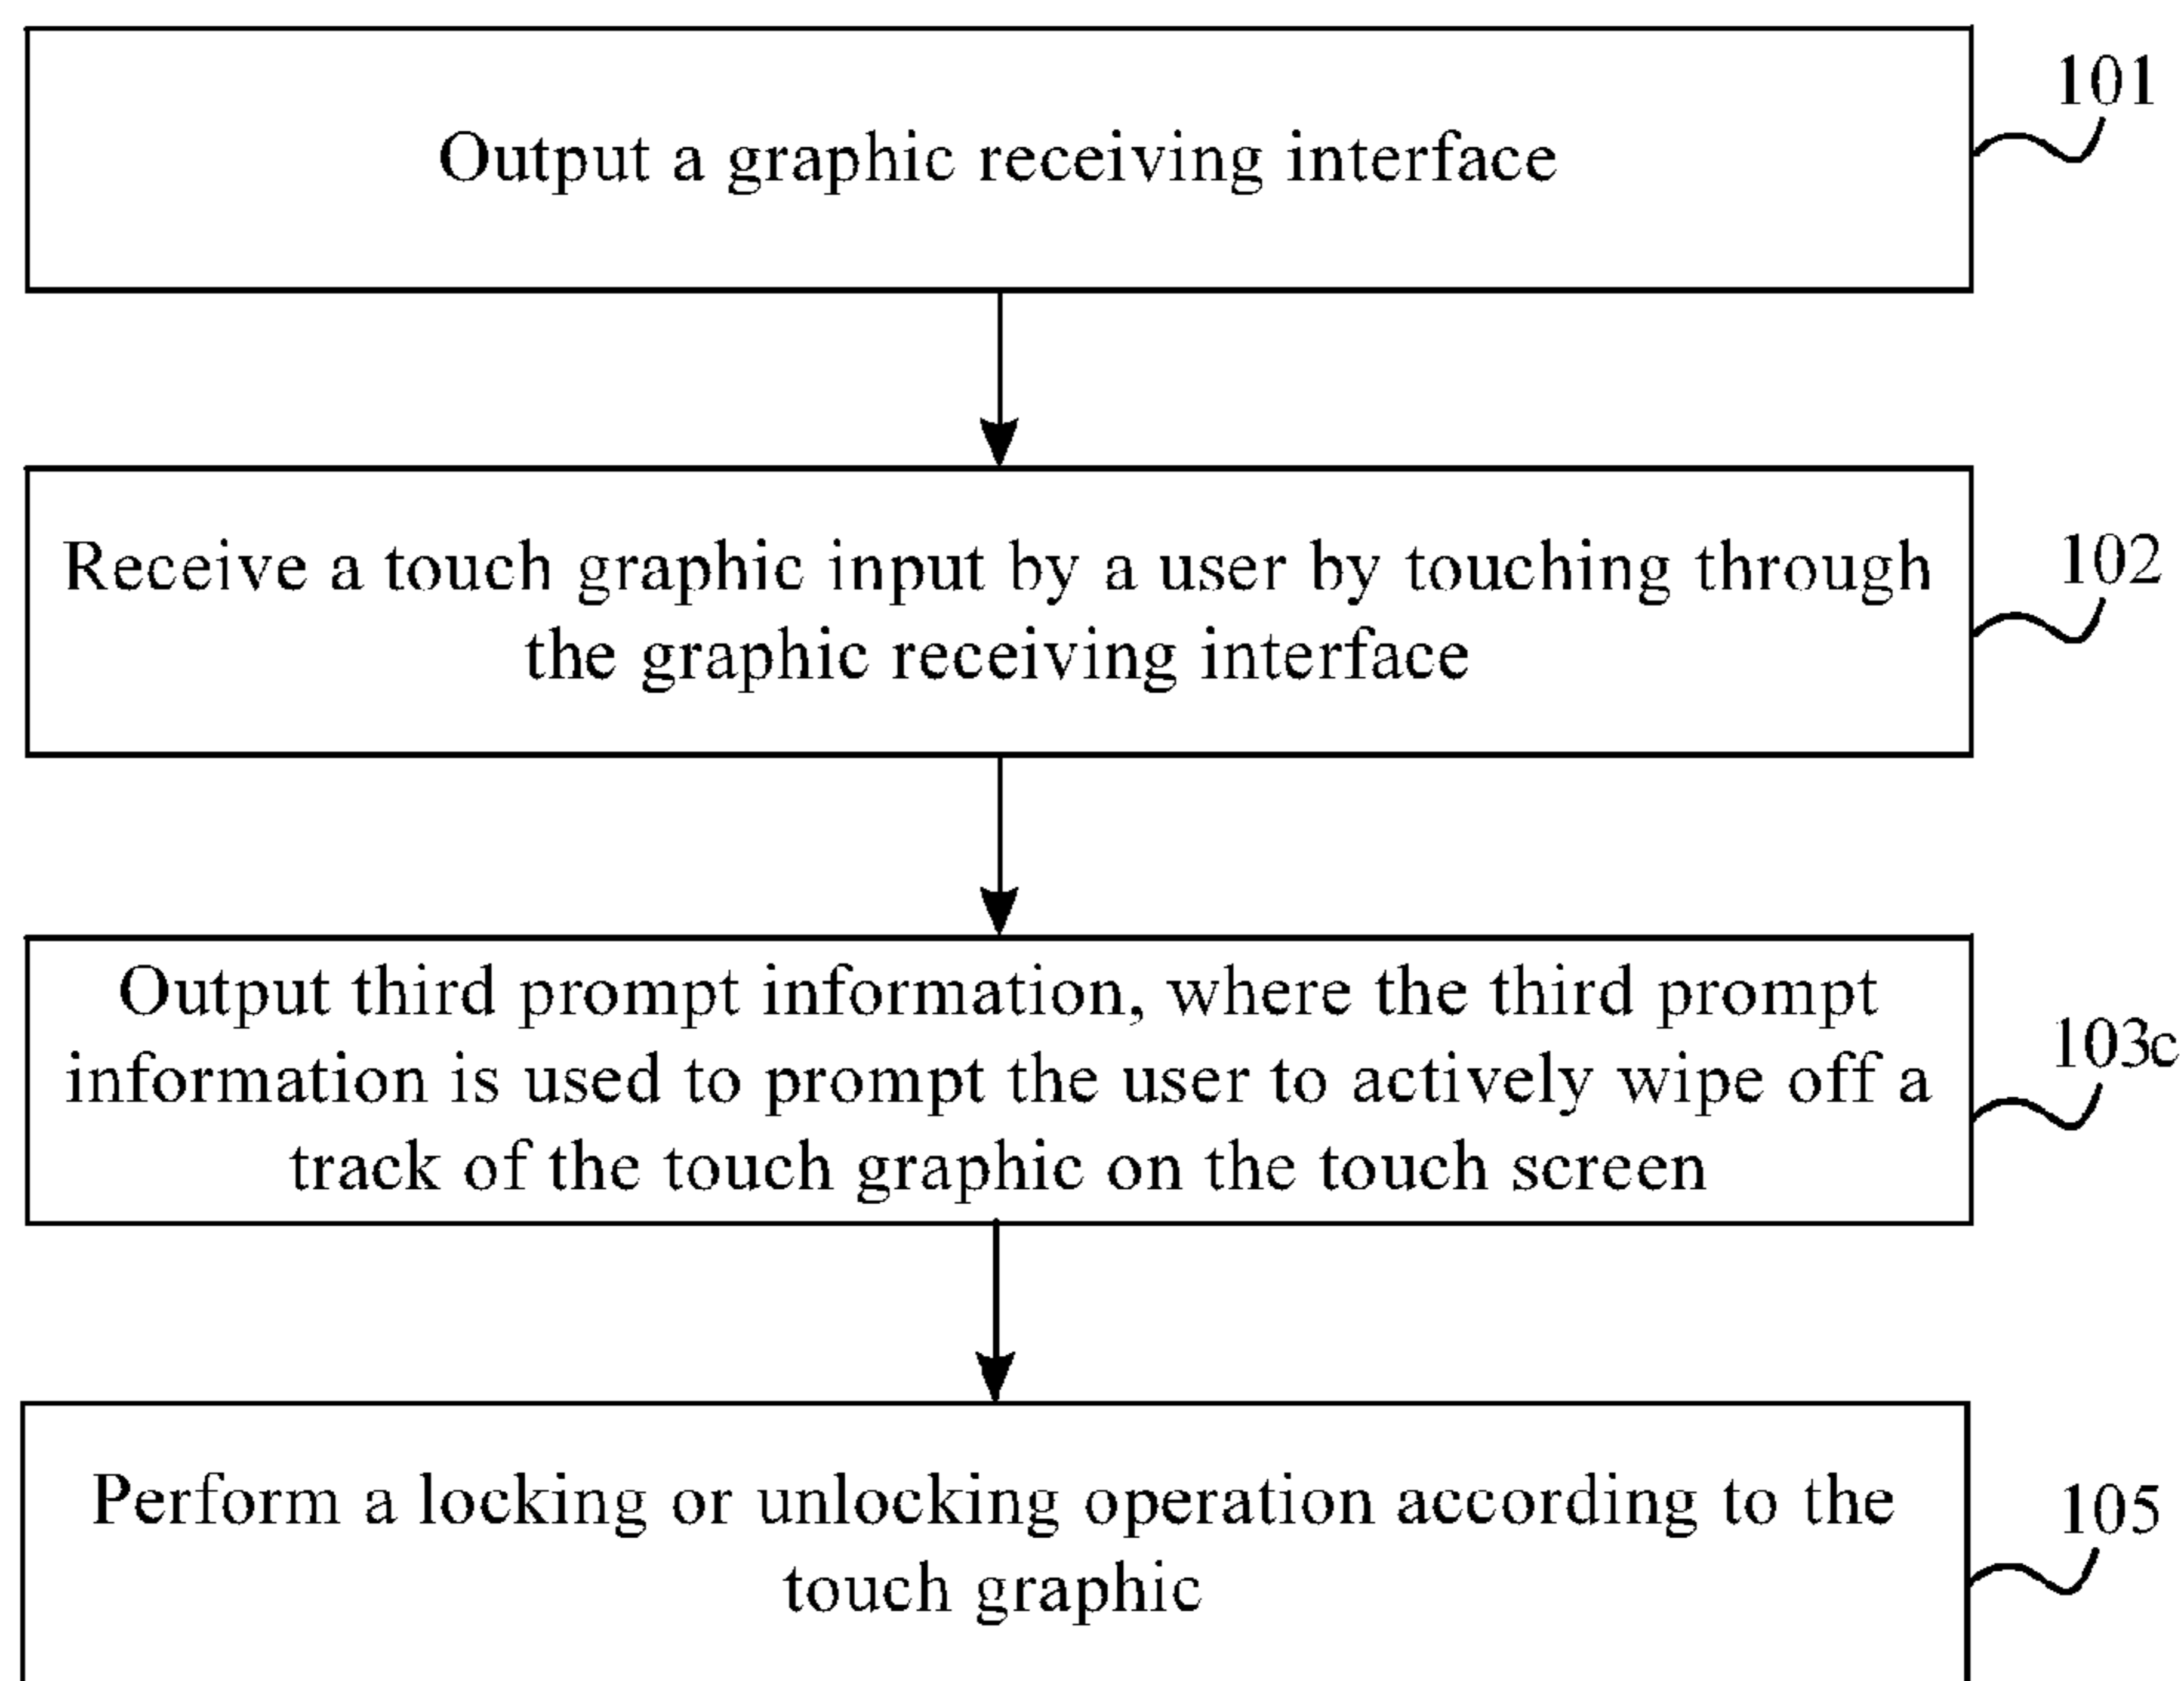 101
Output a graphic receiving interface
Receive a touch graphic input by a user by touching through
the graphic receiving interface
102
Output third prompt information, where the third prompt
information is used to prompt the user to actively wipe off a
track of the touch graphic on the touch screen
103c
Perform a locking or unlocking operation according to the
touch graphic
105